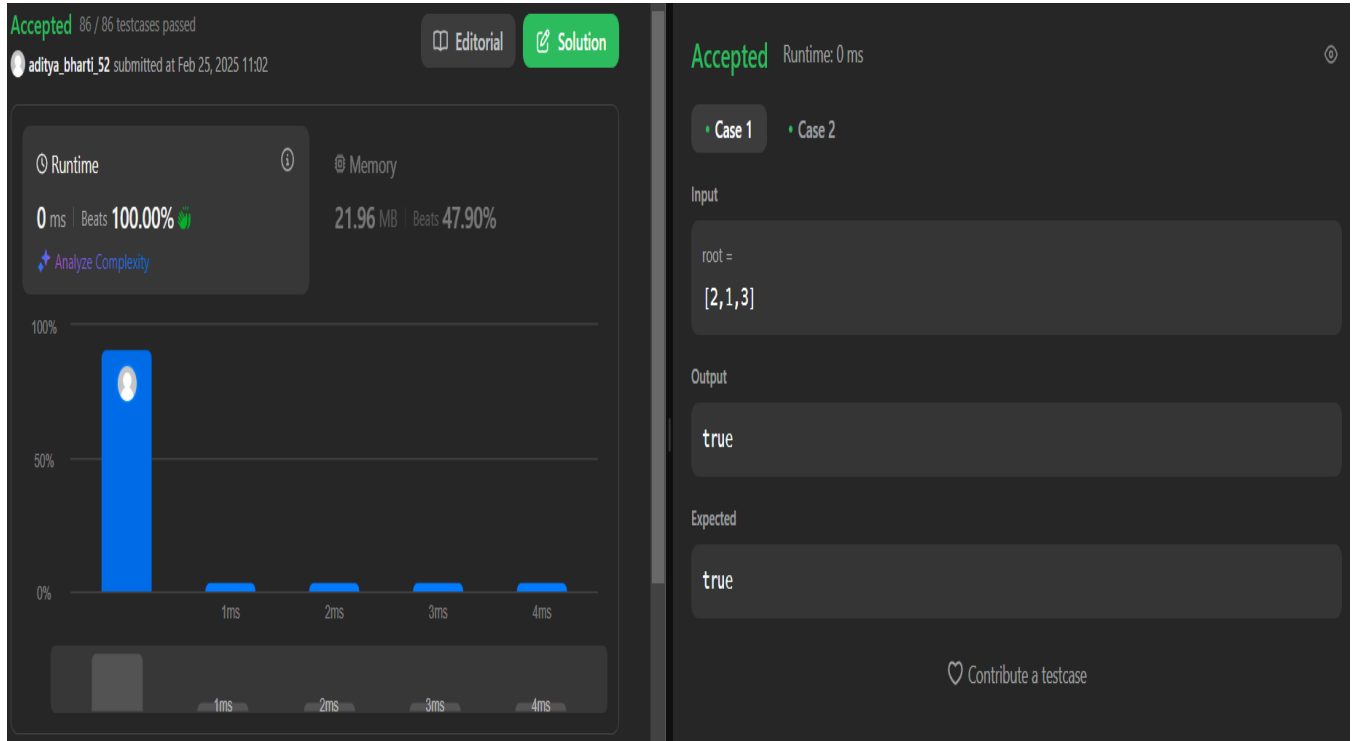 Accepted 86 / 86 testcases passed
Editorial
Solution
aditya_bharti_52 submitted at Feb 25, 2025 11:02
Runtime
0 ms | Beats 100.00%
Analyze Complexity
Memory
21.96 MB | Beats 47.90%
100%
50%
0%
1ms 2ms 3ms 4ms
1ms 2ms 3ms 4ms
Accepted Runtime: 0 ms
• Case 1 • Case 2
Input
root =
[2,1,3]
Output
true
Expected
true
Contribute a testcase